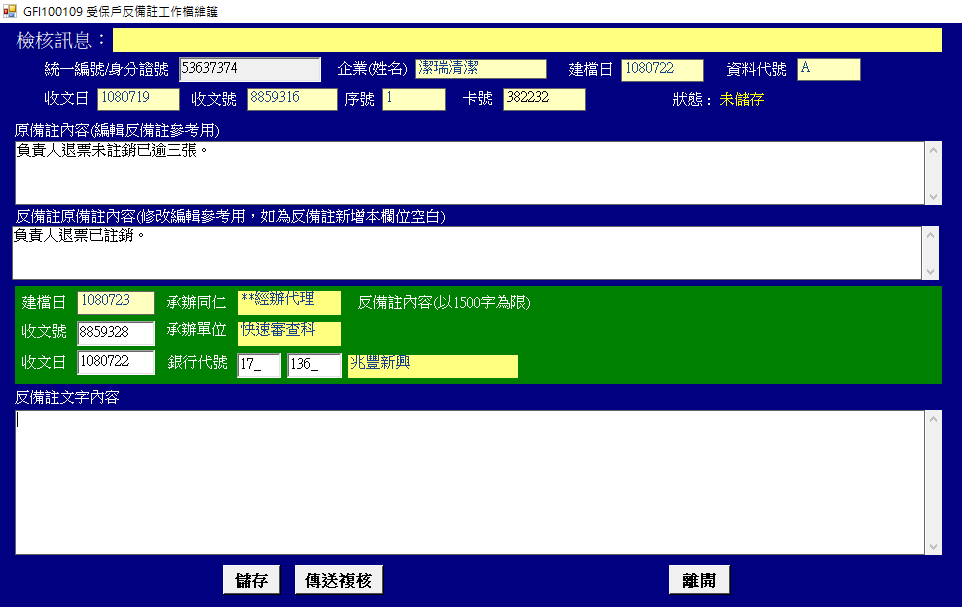 GFI100109 受保戶反備註工作檔維護
檢核訊息：
統一編號/身分證號 53637374 企業(姓名) 潔瑞清潔 建檔日 1080722 資料代號 A
收文日 1080719 收文號 8859316 序號 1 卡號 382232 狀態： 未儲存
原備註內容(編輯反備註參考用)
負責人退票未註銷已逾三張。
反備註原備註內容(修改編輯參考用，如為反備註新增本欄位空白)
負責人退票已註銷。
建檔日 1080723 承辦同仁 **經辦代理 反備註內容(以1500字為限)
收文號 8859328 承辦單位 快速審查科
收文日 1080722 銀行代號 17_ 136_ 兆豐新興
反備註文字內容
儲存 傳送複核 離開